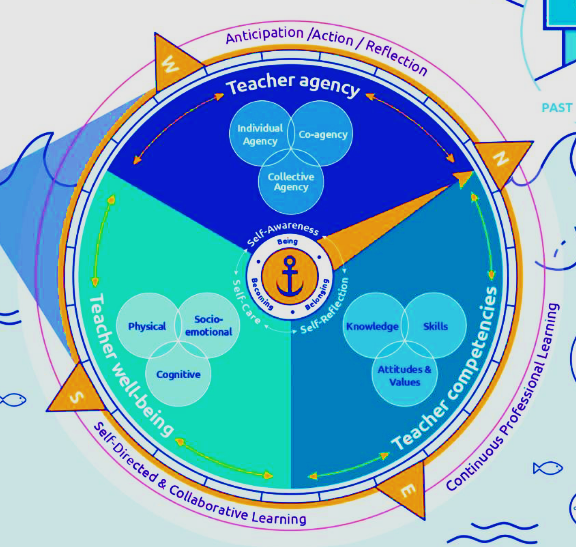 Anticipation /Action / Reflection
W
Teacher agency
Individual
Agency
Co-agency
Collective
Agency
PAST
N
Self-Awareness
Being
Becoming
Belonging
Self-Care
Self-Reflection
Physical
Socio-
emotional
Cognitive
Teacher well-being
Knowledge
Skills
Attitudes &
Values
Teacher competencies
S
E
Self-Directed & Collaborative Learning
Continuous Professional Learning